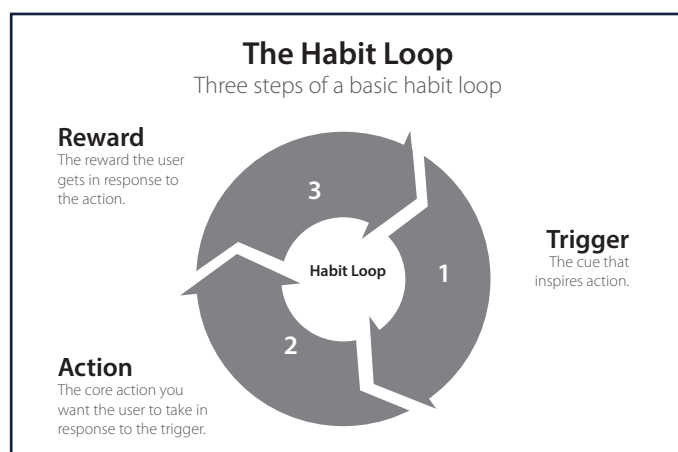 The Habit Loop
Three steps of a basic habit loop
Reward
The reward the user
gets in response to
the action.
3
Trigger
The cue that
inspires action.
1
Habit Loop
2
Action
The core action you
want the user to take in
response to the trigger.